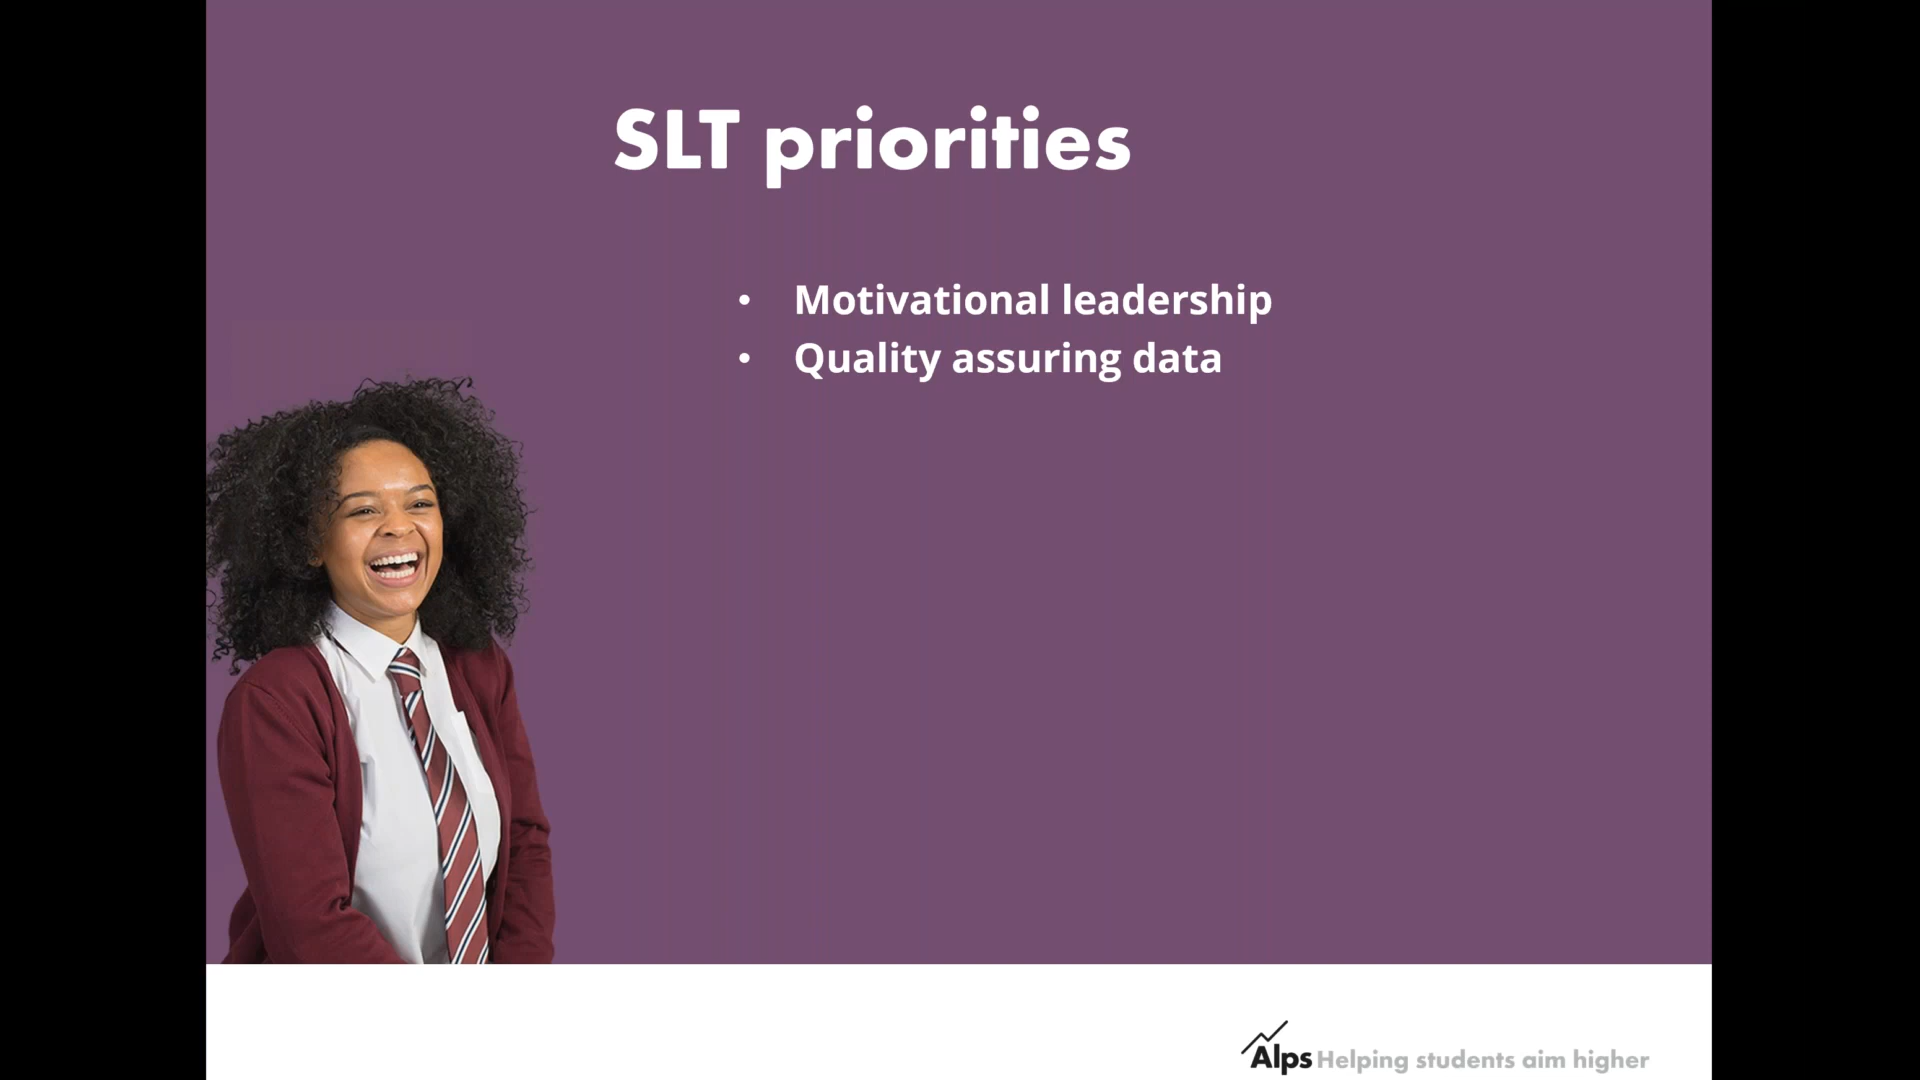 SLT priorities
• Motivational leadership
• Quality assuring data
Alps Helping students aim higher